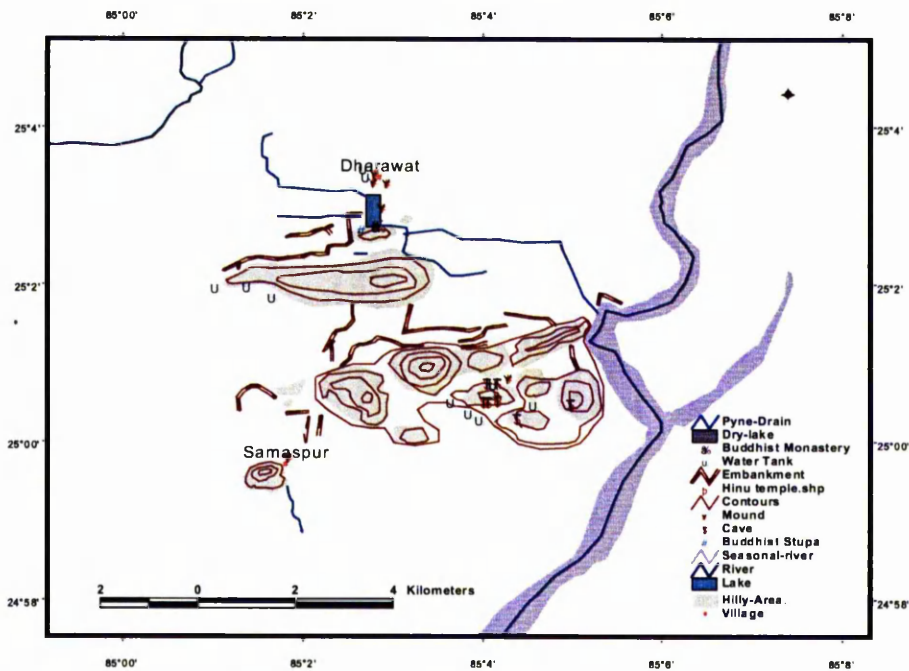 85°00' 85°2' 85°4' 85°6' 85°8'
25°4' 25°4'
Dharawat
25°2' 25°2'
25°00' 25°00'
Samaspur
Pyne-Drain
Dry-lake
Buddhist Monastery
u Water Tank
Embankment
Hinu temple.shp
Contours
Mound
Cave
Buddhist Stupa
Seasonal-river
River
Lake
Hilly-Area.
Village
2 0 2 4 Kilometers
24°58' 24°58'
85°00' 85°2' 85°4' 85°6' 85°8'